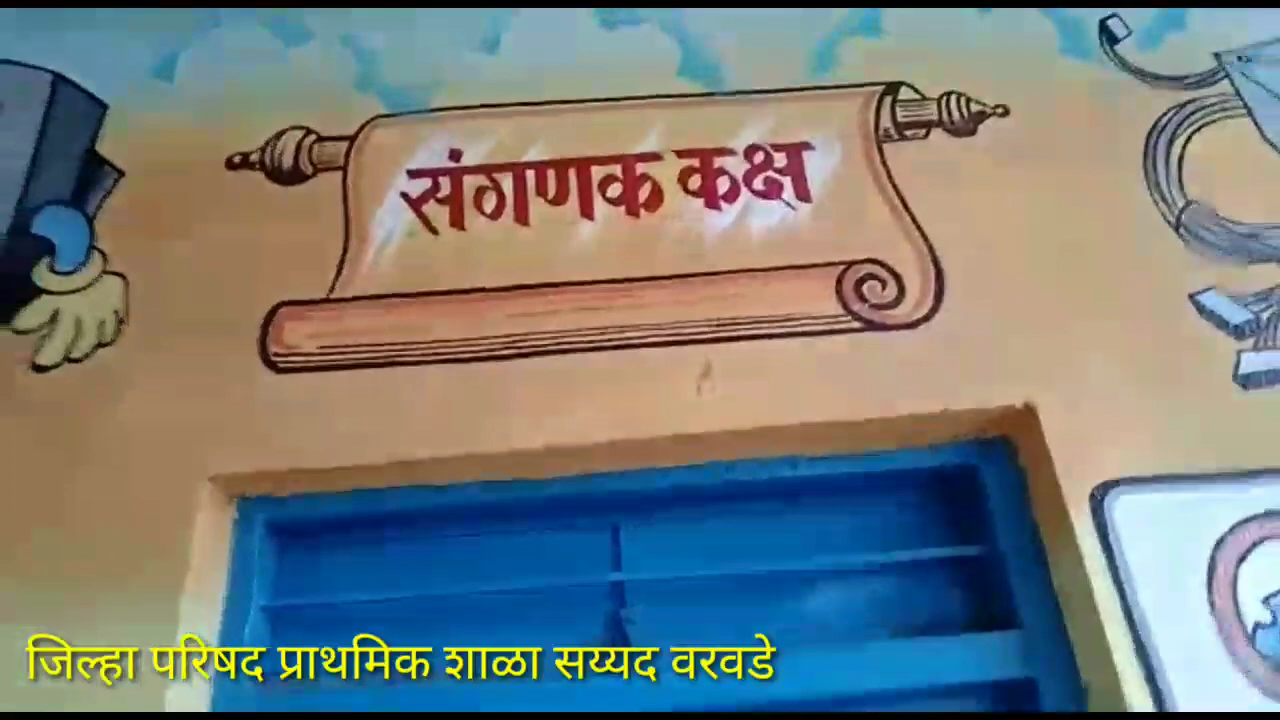 संगणक कक्ष
जिल्हा परिषद प्राथमिक शाळा सय्यद वरवडे